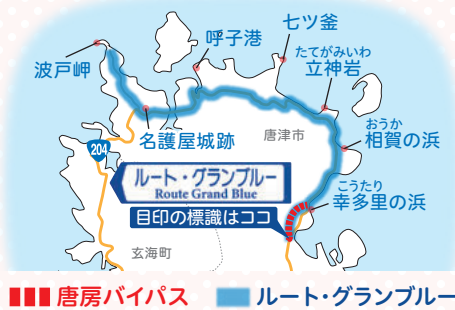 七ツ釜
呼子港
波戸岬
たてがみいわ
立神岩
名護屋城跡
唐津市
おうか
相賀の浜
204
ルート・グランブルー
Route Grand Blue
こうたり
幸多里の浜
目印の標識はココ
玄海町
唐房バイパス
ルート・グランブルー